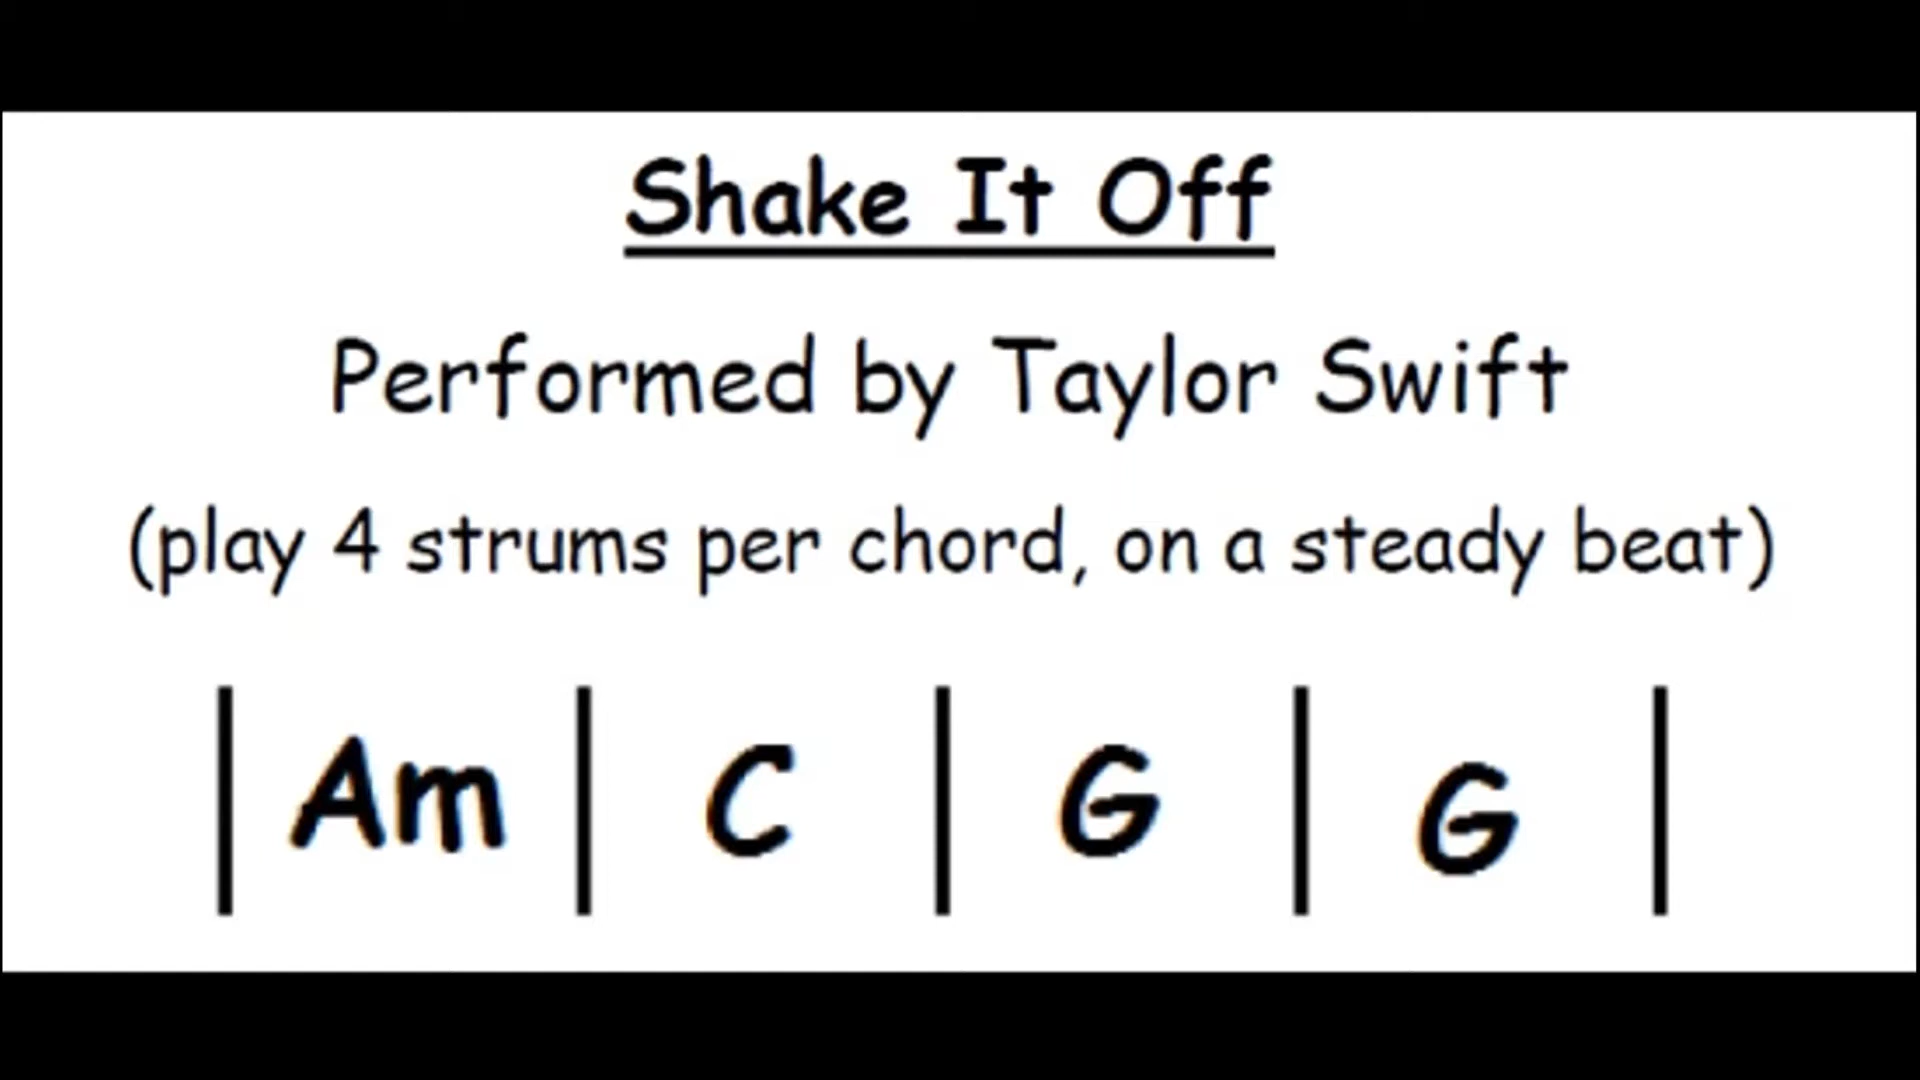 Shake It Off
Performed by Taylor Swift
(play 4 strums per chord, on a steady beat)
| Am | C | G | G |